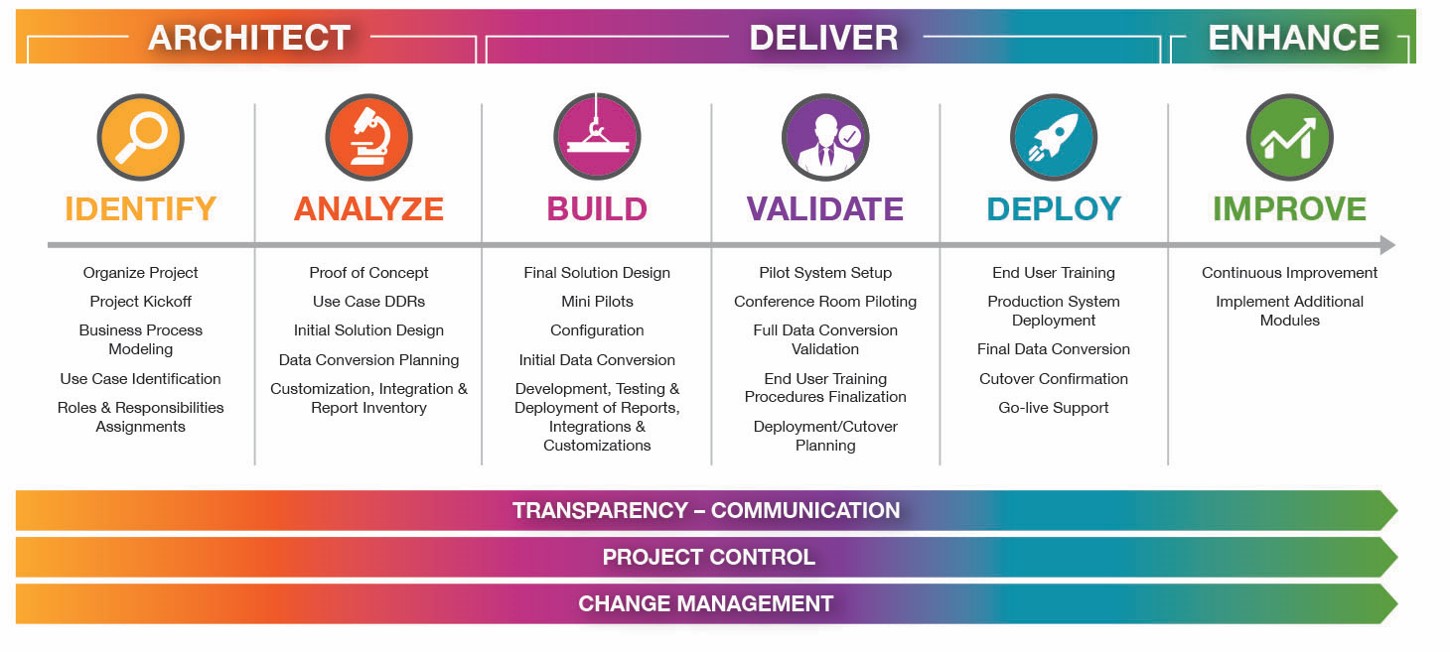 ARCHITECT
DELIVER
ENHANCE
IDENTIFY
Organize Project
Project Kickoff
Business Process
Modeling
Use Case Identification
Roles & Responsibilities
Assignments
ANALYZE
Proof of Concept
Use Case DDRs
Initial Solution Design
Data Conversion Planning
Customization, Integration &
Report Inventory
BUILD
Final Solution Design
Mini Pilots
Configuration
Initial Data Conversion
Development, Testing &
Deployment of Reports,
Integrations &
Customizations
VALIDATE
Pilot System Setup
Conference Room Piloting
Full Data Conversion
Validation
End User Training
Procedures Finalization
Deployment/Cutover
Planning
DEPLOY
End User Training
Production System
Deployment
Final Data Conversion
Cutover Confirmation
Go-live Support
IMPROVE
Continuous Improvement
Implement Additional
Modules
TRANSPARENCY – COMMUNICATION
PROJECT CONTROL
CHANGE MANAGEMENT